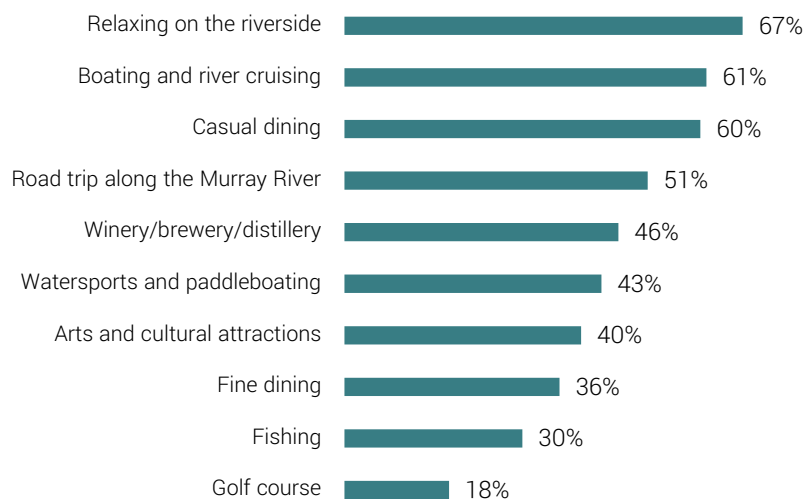 Relaxing on the riverside 67%
Boating and river cruising 61%
Casual dining 60%
Road trip along the Murray River 51%
Winery/brewery/distillery 46%
Watersports and paddleboating 43%
Arts and cultural attractions 40%
Fine dining 36%
Fishing 30%
Golf course 18%